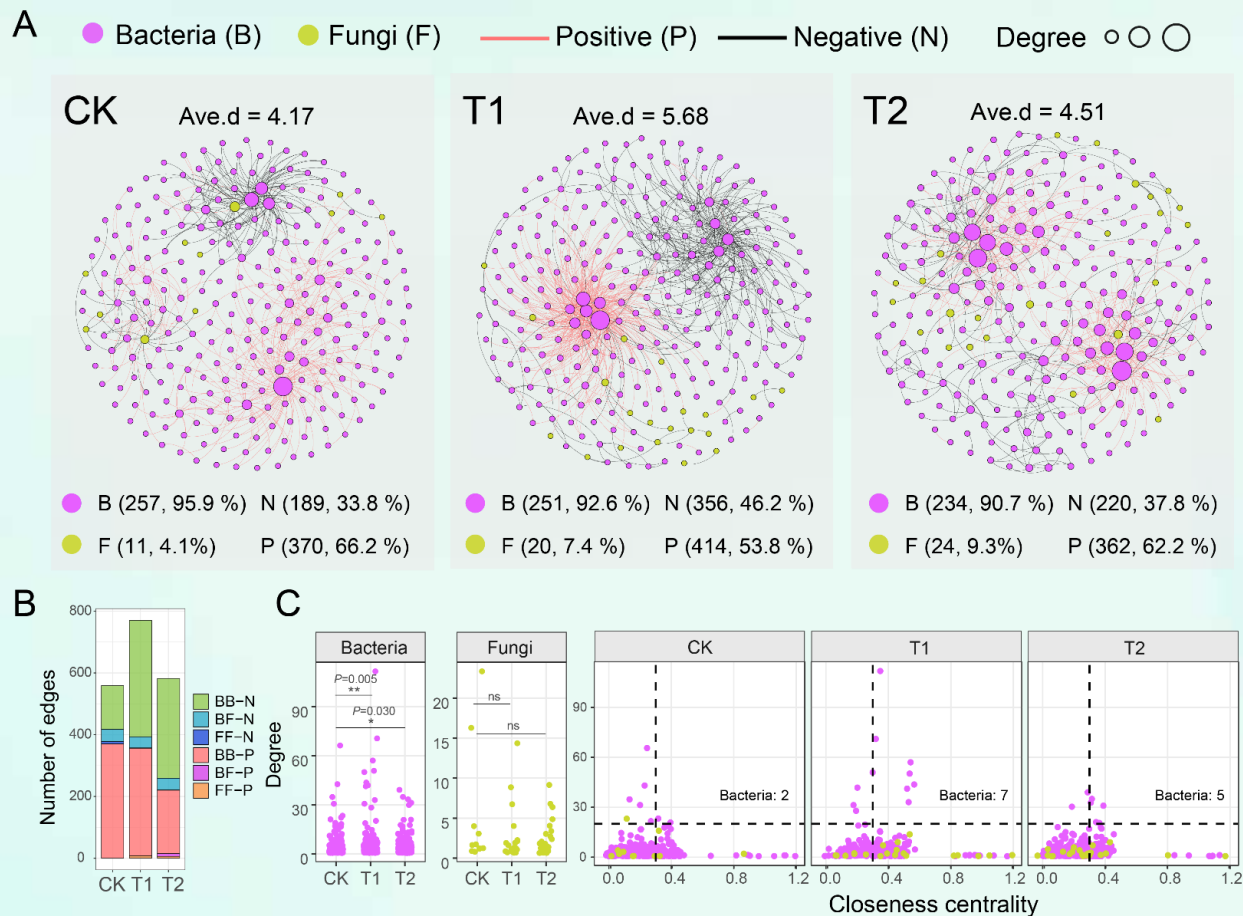 A
Bacteria (B) Fungi (F) Positive (P) Negative (N) Degree
CK
Ave.d = 4.17
B (257, 95.9 %) N (189, 33.8 %)
F (11, 4.1%) P (370, 66.2 %)
T1
Ave.d = 5.68
B (251, 92.6 %) N (356, 46.2 %)
F (20, 7.4 %) P (414, 53.8 %)
T2
Ave.d = 4.51
B (234, 90.7 %) N (220, 37.8 %)
F (24, 9.3%) P (362, 62.2 %)
B
Number of edges
800
600
400
200
0
CK T1 T2
BB-N
BF-N
FF-N
BB-P
BF-P
FF-P
C
Degree
Bacteria
90
60
30
0
P=0.005
**
P=0.030
*
CK T1 T2
Fungi
20
15
10
5
0
ns
ns
CK T1 T2
CK T1 T2
90
60
30
0
Bacteria: 2 Bacteria: 7 Bacteria: 5
0.0 0.4 0.8 1.2 0.0 0.4 0.8 1.2 0.0 0.4 0.8 1.2
Closeness centrality